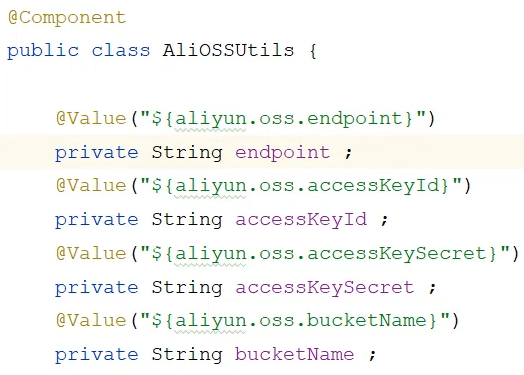 @Component
public class AliOSSUtils {
@Value("${aliyun.oss.endpoint}")
private String endpoint ;
@Value("${aliyun.oss.accessKeyId}")
private String accessKeyId ;
@Value("${aliyun.oss.accessKeySecret}")
private String accessKeySecret ;
@Value("${aliyun.oss.bucketName}")
private String bucketName ;